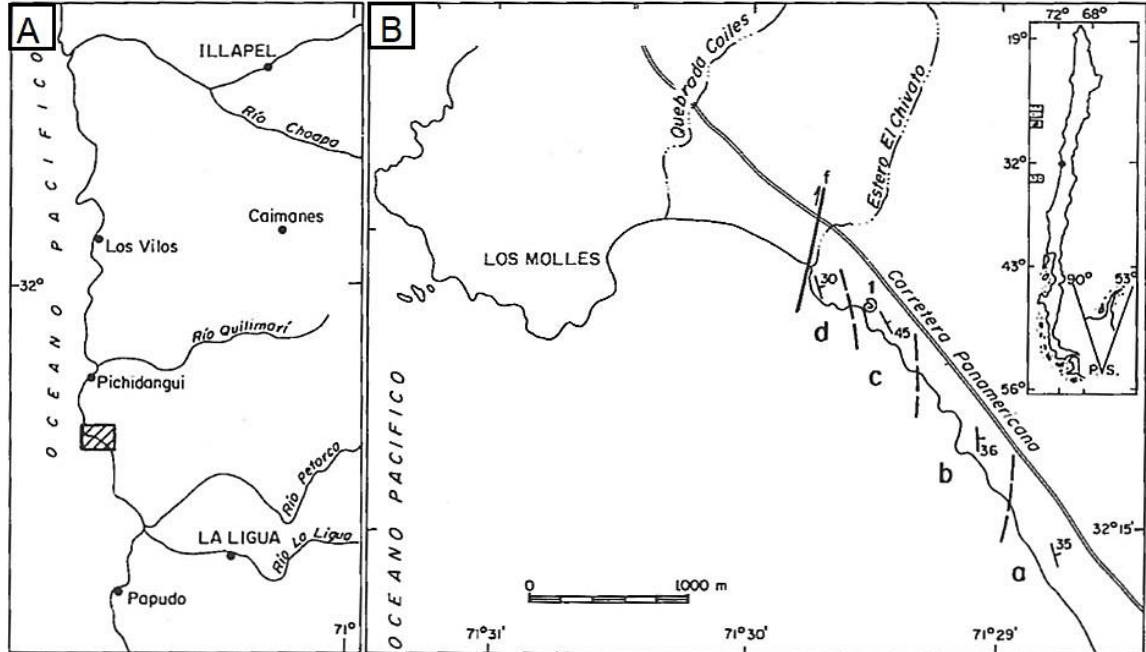 A
ILLAPEL
Río Choapa
Caimanes
Los Vilos
32°
Río Quilimarí
Pichidangui
Río Petorca
LA LIGUA
Río La Ligua
Papudo
71°
OCEANO PACIFICO
B
Quebrada Coiles
Estero El Chivato
f
LOS MOLLES
30
1
d
45
c
Carretera Panamericana
36
b
32°15'
35
a
OCEANO PACIFICO
0 1000 m
71°31' 71°30' 71°29'
72° 68°
19°
32°
43°
90° 53°
P.S.
56°